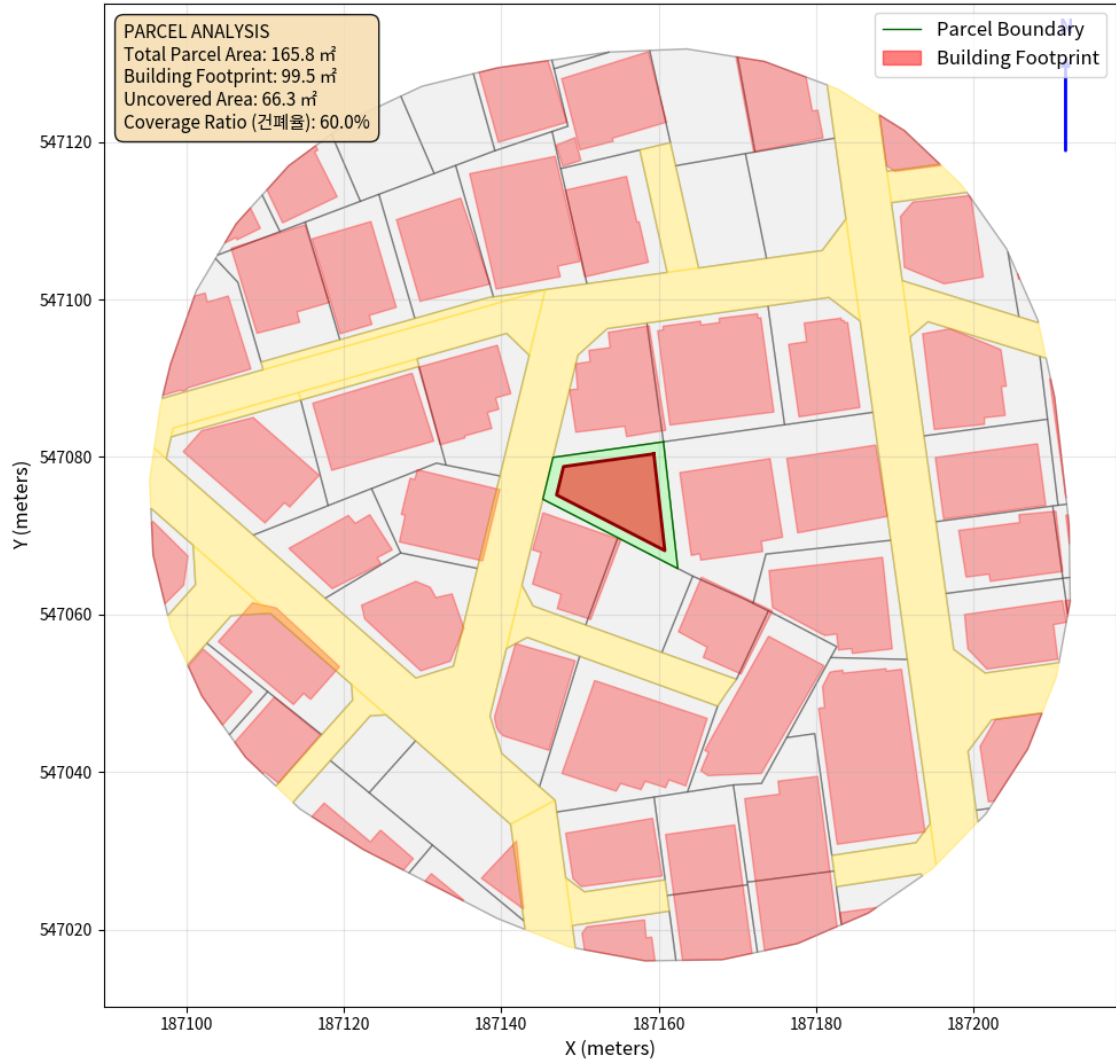 PARCEL ANALYSIS
Total Parcel Area: 165.8 ㎡
Building Footprint: 99.5 ㎡
Uncovered Area: 66.3 ㎡
Coverage Ratio (건폐율): 60.0%
Parcel Boundary
Building Footprint
N
Y (meters)
547120
547100
547080
547060
547040
547020
187100
187120
187140
187160
187180
187200
X (meters)